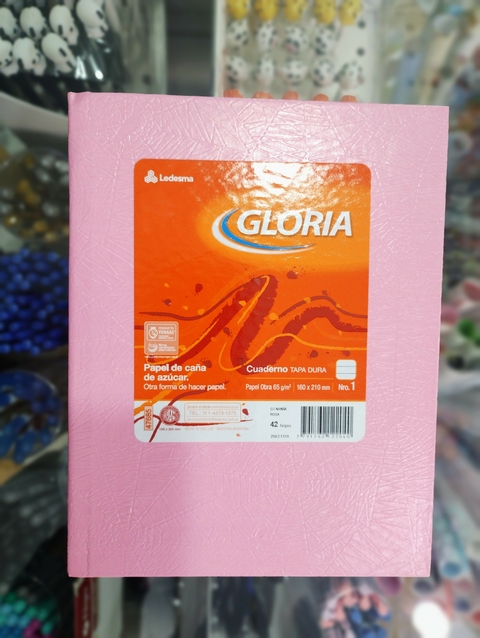 Ledesma
GLORIA
Papel de caña
de azúcar.
Otra forma de hacer papel.
Cuaderno TAPA DURA
Papel Obra 65 g/m² 160 x 210 mm Nro. 1
42 hojas